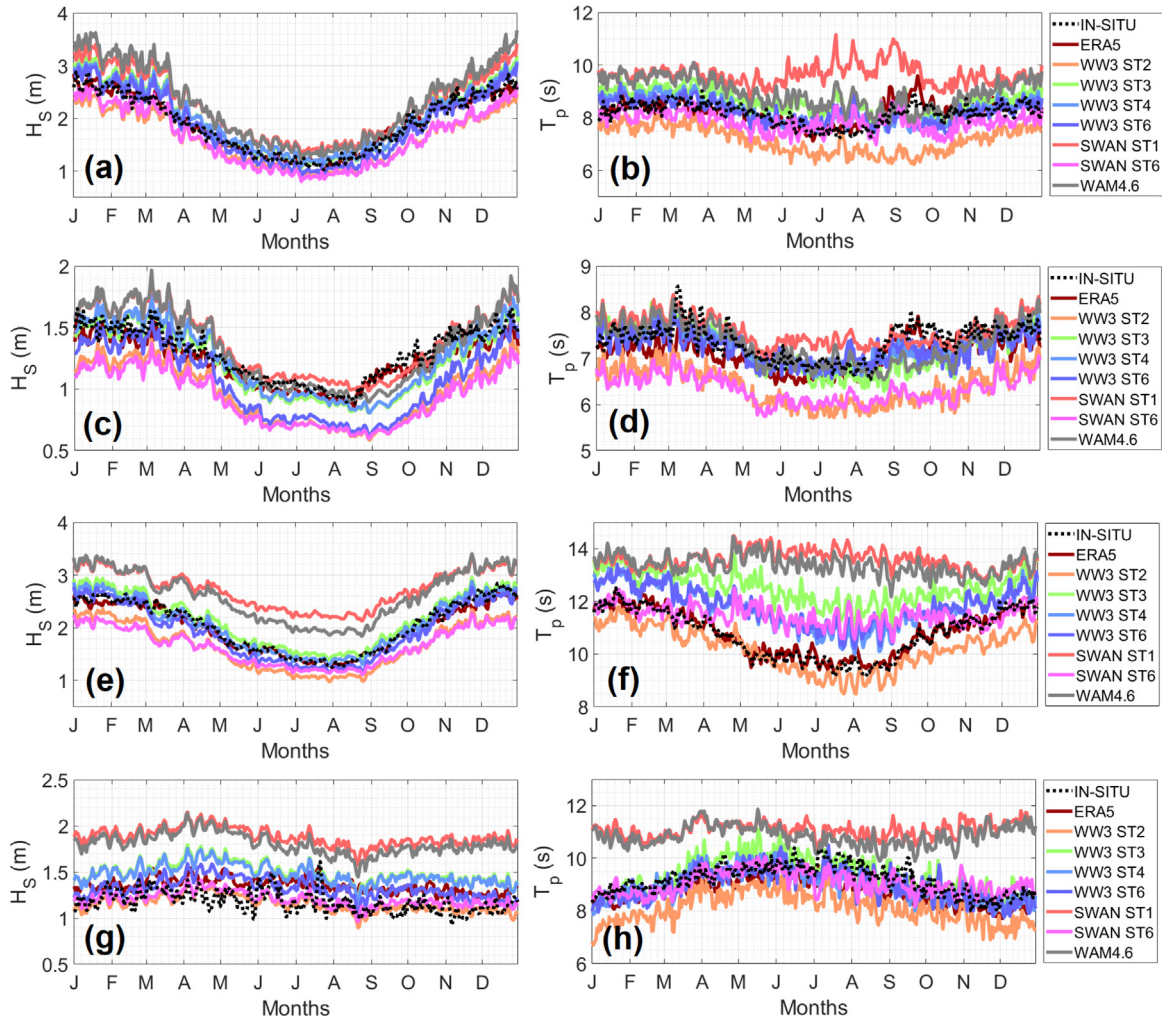 4
3
2
1
H_S (m)
(a)
J F M A M J J A S O N D
Months
12
10
8
6
T_p (s)
(b)
J F M A M J J A S O N D
Months
IN-SITU
ERA5
WW3 ST2
WW3 ST3
WW3 ST4
WW3 ST6
SWAN ST1
SWAN ST6
WAM4.6
2
1.5
1
0.5
H_S (m)
(c)
J F M A M J J A S O N D
Months
9
8
7
6
5
T_p (s)
(d)
J F M A M J J A S O N D
Months
IN-SITU
ERA5
WW3 ST2
WW3 ST3
WW3 ST4
WW3 ST6
SWAN ST1
SWAN ST6
WAM4.6
4
3
2
1
H_S (m)
(e)
J F M A M J J A S O N D
Months
14
12
10
8
T_p (s)
(f)
J F M A M J J A S O N D
Months
IN-SITU
ERA5
WW3 ST2
WW3 ST3
WW3 ST4
WW3 ST6
SWAN ST1
SWAN ST6
WAM4.6
2.5
2
1.5
1
0.5
H_S (m)
(g)
J F M A M J J A S O N D
Months
12
10
8
6
T_p (s)
(h)
J F M A M J J A S O N D
Months
IN-SITU
ERA5
WW3 ST2
WW3 ST3
WW3 ST4
WW3 ST6
SWAN ST1
SWAN ST6
WAM4.6